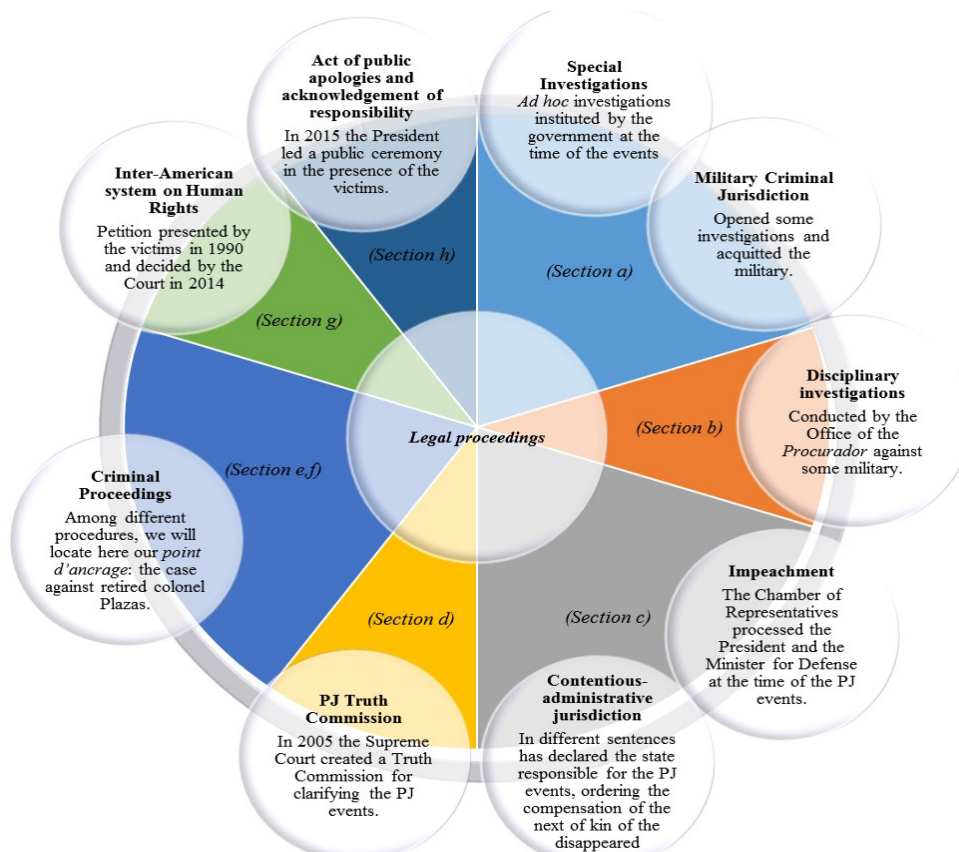 Act of public
apologies and
acknowledgement of
responsibility
In 2015 the President
led a public ceremony
in the presence of the
victims.
(Section h)
Special
Investigations
Ad hoc investigations
instituted by the
government at the
time of the events
(Section a)
Military Criminal
Jurisdiction
Opened some
investigations and
acquitted the
military.
Disciplinary
investigations
Conducted by the
Office of the
Procurador against
some military.
(Section b)
Impeachment
The Chamber of
Representatives
processed the
President and the
Minister for Defense
at the time of the PJ
events.
(Section c)
Contentious-
administrative
jurisdiction
In different sentences
has declared the state
responsible for the PJ
events, ordering the
compensation of the
next of kin of the
disappeared
PJ Truth
Commission
In 2005 the Supreme
Court created a Truth
Commission for
clarifying the PJ
events.
(Section d)
Criminal
Proceedings
Among different
procedures, we will
locate here our point
d'ancrage: the case
against retired colonel
Plazas.
(Section e,f)
Inter-American
system on Human
Rights
Petition presented by
the victims in 1990
and decided by the
Court in 2014
(Section g)
Legal proceedings